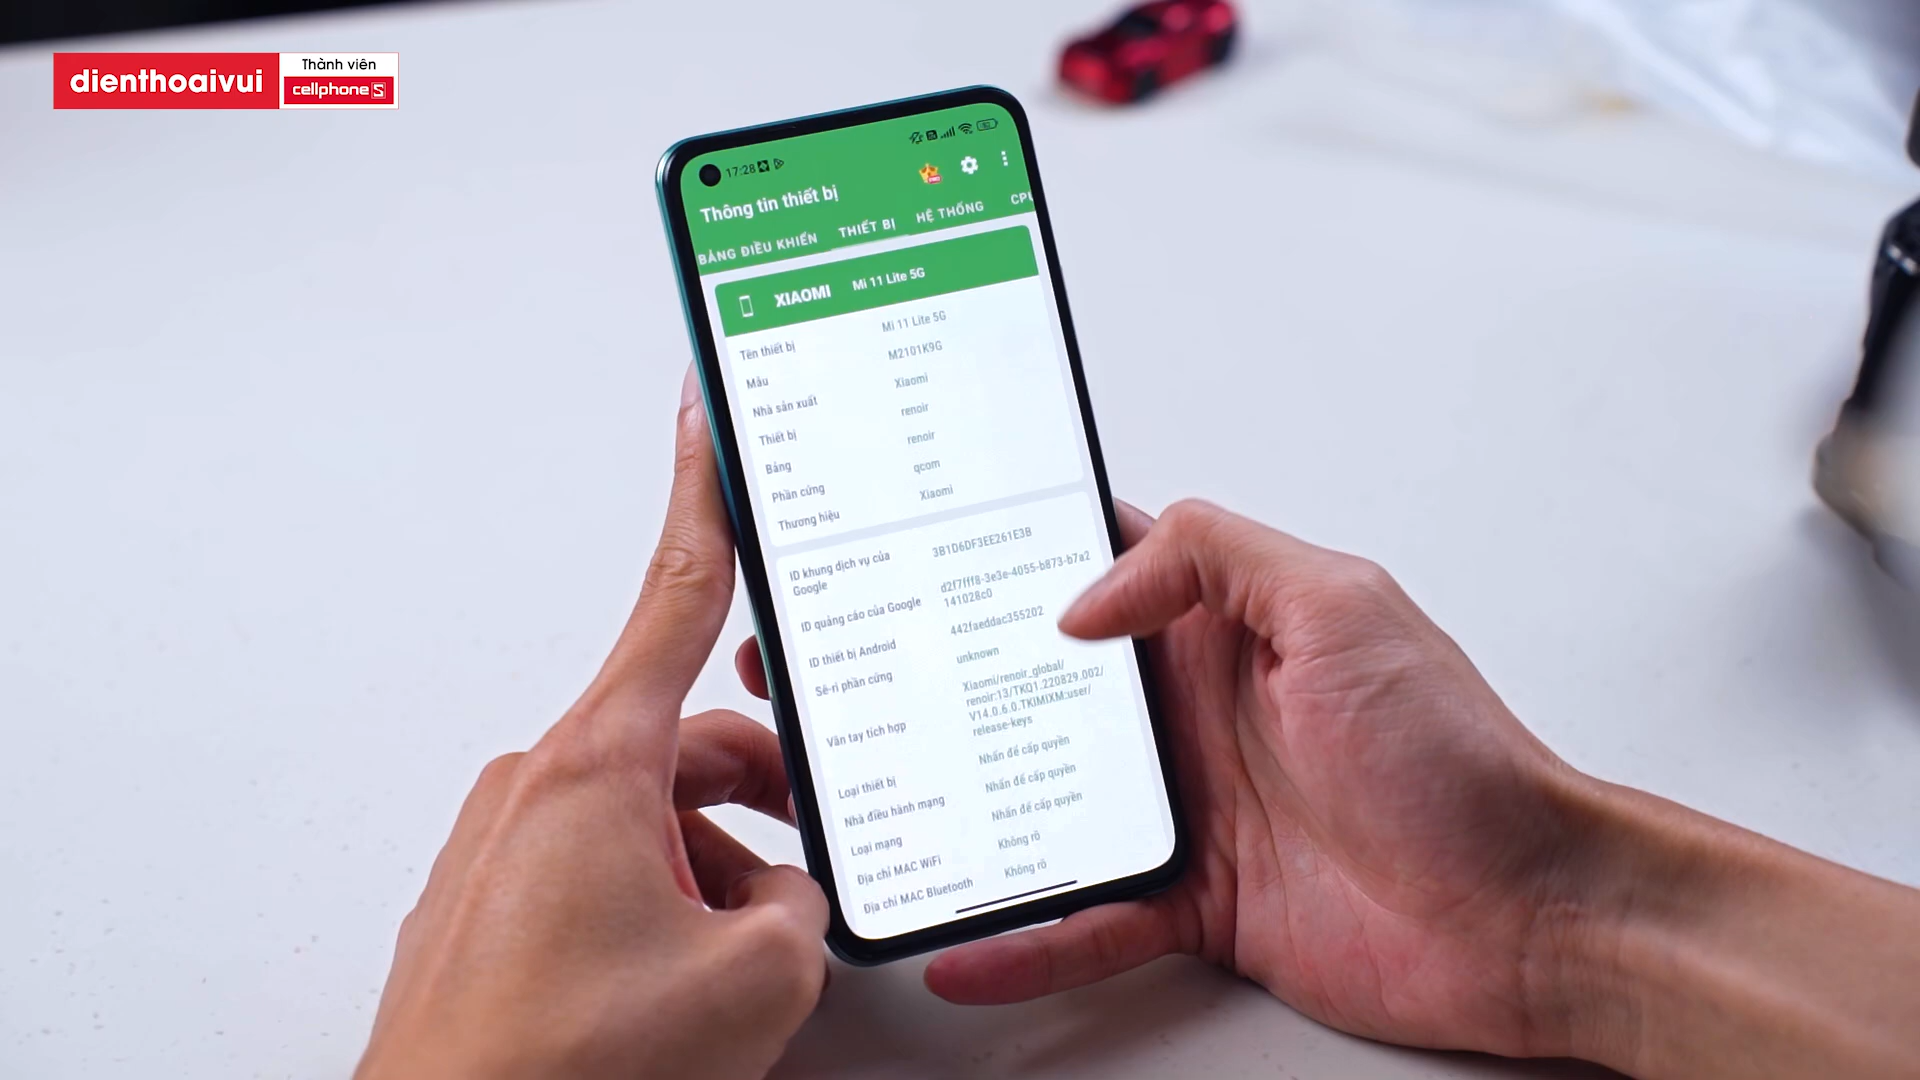 dienthoaivui
Thành viên
cellphoneS
17:28
Thông tin thiết bị
BẢNG ĐIỀU KHIỂN THIẾT BỊ HỆ THỐNG CPU
XIAOMI Mi 11 Lite 5G
Tên thiết bị Mi 11 Lite 5G
Mẫu M2101K9G
Nhà sản xuất Xiaomi
Thiết bị renoir
Bảng renoir
Phần cứng qcom
Thương hiệu Xiaomi
ID khung dịch vụ của
Google
3B1D6DF3EE261E3B
ID quảng cáo của Google
d2f7fff8-3e3e-4055-b873-b7a2
141028c0
ID thiết bị Android 442faeddac355202
Sê-ri phần cứng unknown
Vân tay tích hợp
Xiaomi/renoir_global/
renoir:13/TKQ1.220829.002/
V14.0.6.0.TKIMIXM:user/
release-keys
Loại thiết bị Nhấn để cấp quyền
Nhà điều hành mạng Nhấn để cấp quyền
Loại mạng Nhấn để cấp quyền
Địa chỉ MAC WiFi Không rõ
Địa chỉ MAC Bluetooth Không rõ